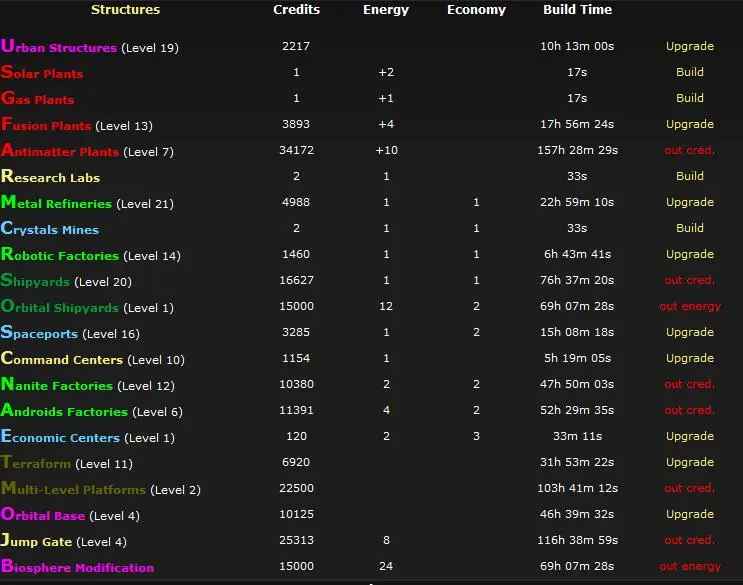 Structures Credits Energy Economy Build Time
Urban Structures (Level 19) 2217 10h 13m 00s Upgrade
Solar Plants 1 +2 17s Build
Gas Plants 1 +1 17s Build
Fusion Plants (Level 13) 3893 +4 17h 56m 24s Upgrade
Antimatter Plants (Level 7) 34172 +10 157h 28m 29s out cred.
Research Labs 2 1 33s Build
Metal Refineries (Level 21) 4988 1 1 22h 59m 10s Upgrade
Crystals Mines 2 1 1 33s Build
Robotic Factories (Level 14) 1460 1 1 6h 43m 41s Upgrade
Shipyards (Level 20) 16627 1 1 76h 37m 20s out cred.
Orbital Shipyards (Level 1) 15000 12 2 69h 07m 28s out energy
Spaceports (Level 16) 3285 1 2 15h 08m 18s Upgrade
Command Centers (Level 10) 1154 1 5h 19m 05s Upgrade
Nanite Factories (Level 12) 10380 2 2 47h 50m 03s out cred.
Androids Factories (Level 6) 11391 4 2 52h 29m 35s out cred.
Economic Centers (Level 1) 120 2 3 33m 11s Upgrade
Terraform (Level 11) 6920 31h 53m 22s Upgrade
Multi-Level Platforms (Level 2) 22500 103h 41m 12s out cred.
Orbital Base (Level 4) 10125 46h 39m 32s Upgrade
Jump Gate (Level 4) 25313 8 116h 38m 59s out cred.
Biosphere Modification 15000 24 69h 07m 28s out energy